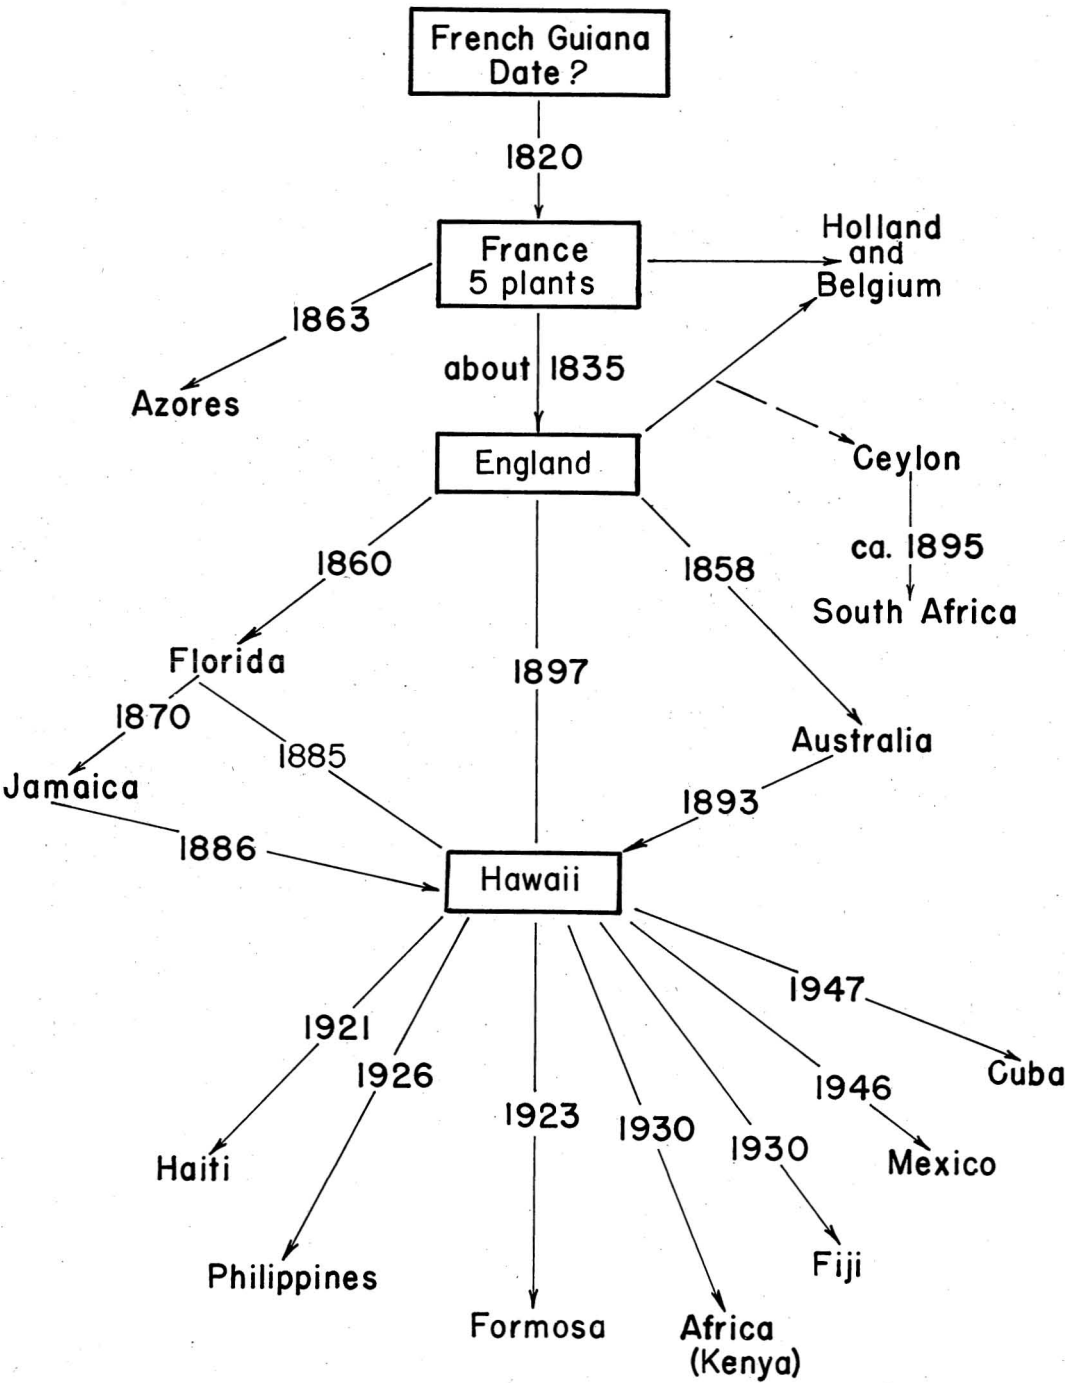 French Guiana
Date ?
1820
France
5 plants
Holland
and
Belgium
1863
Azores
about 1835
England
Ceylon
ca. 1895
South Africa
1860
1858
Florida
1897
1870
1885
Australia
Jamaica
1893
1886
Hawaii
1947
1921
Cuba
1926
1946
1923
1930
1930
Haiti
Mexico
Philippines
Fiji
Formosa
Africa
(Kenya)